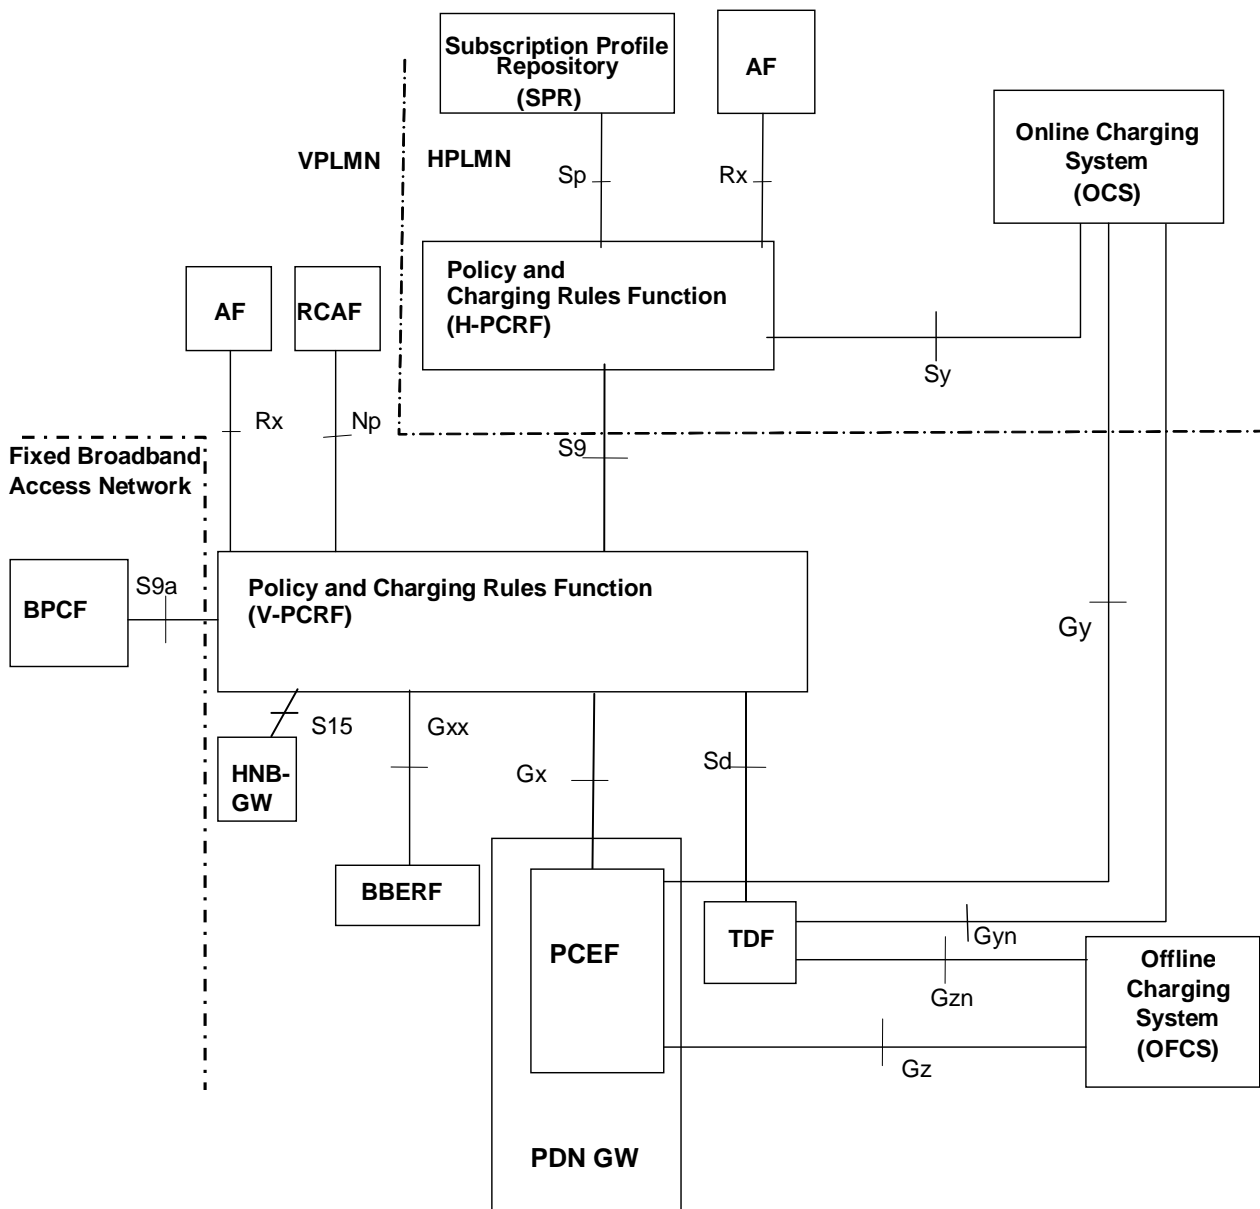 Subscription Profile
Repository
(SPR)
AF
Online Charging
System
(OCS)
VPLMN
HPLMN
Sp
Rx
Policy and
Charging Rules Function
(H-PCRF)
AF
RCAF
Sy
Rx
Np
S9
Fixed Broadband
Access Network
BPCF
S9a
Policy and Charging Rules Function
(V-PCRF)
Gy
S15
Gxx
Gx
Sd
HNB-
GW
BBERF
PCEF
TDF
Gyn
Gzn
Offline
Charging
System
(OFCS)
Gz
PDN GW